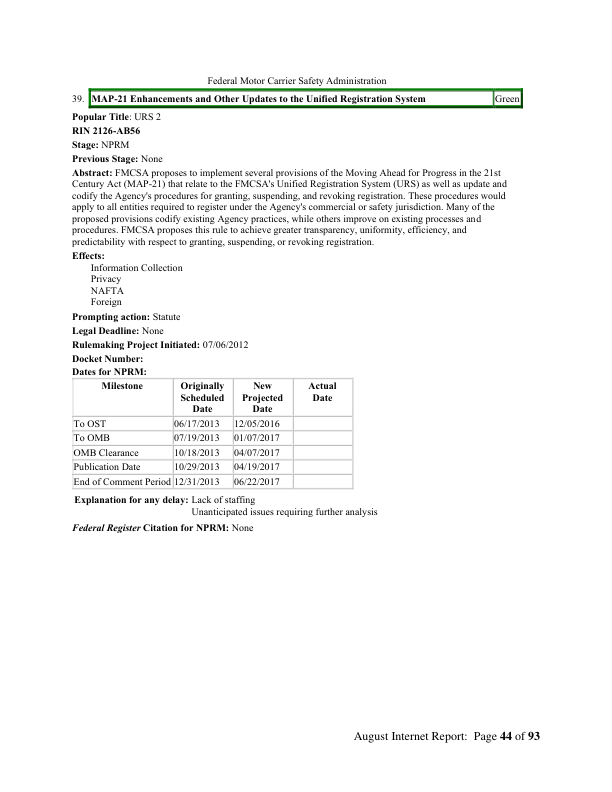 Federal Motor Carrier Safety Administration
39. MAP-21 Enhancements and Other Updates to the Unified Registration System Green
Popular Title: URS 2
RIN 2126-AB56
Stage: NPRM
Previous Stage: None
Abstract: FMCSA proposes to implement several provisions of the Moving Ahead for Progress in the 21st
Century Act (MAP-21) that relate to the FMCSA's Unified Registration System (URS) as well as update and
codify the Agency's procedures for granting, suspending, and revoking registration. These procedures would
apply to all entities required to register under the Agency's commercial or safety jurisdiction. Many of the
proposed provisions codify existing Agency practices, while others improve on existing processes and
procedures. FMCSA proposes this rule to achieve greater transparency, uniformity, efficiency, and
predictability with respect to granting, suspending, or revoking registration.
Effects:
Information Collection
Privacy
NAFTA
Foreign
Prompting action: Statute
Legal Deadline: None
Rulemaking Project Initiated: 07/06/2012
Docket Number:
Dates for NPRM:
Milestone Originally New Actual
Scheduled Projected Date
Date Date
To OST 06/17/2013 12/05/2016
To OMB 07/19/2013 01/07/2017
OMB Clearance 10/18/2013 04/07/2017
Publication Date 10/29/2013 04/19/2017
End of Comment Period 12/31/2013 06/22/2017
Explanation for any delay: Lack of staffing
Unanticipated issues requiring further analysis
Federal Register Citation for NPRM: None
August Internet Report: Page 44 of 93